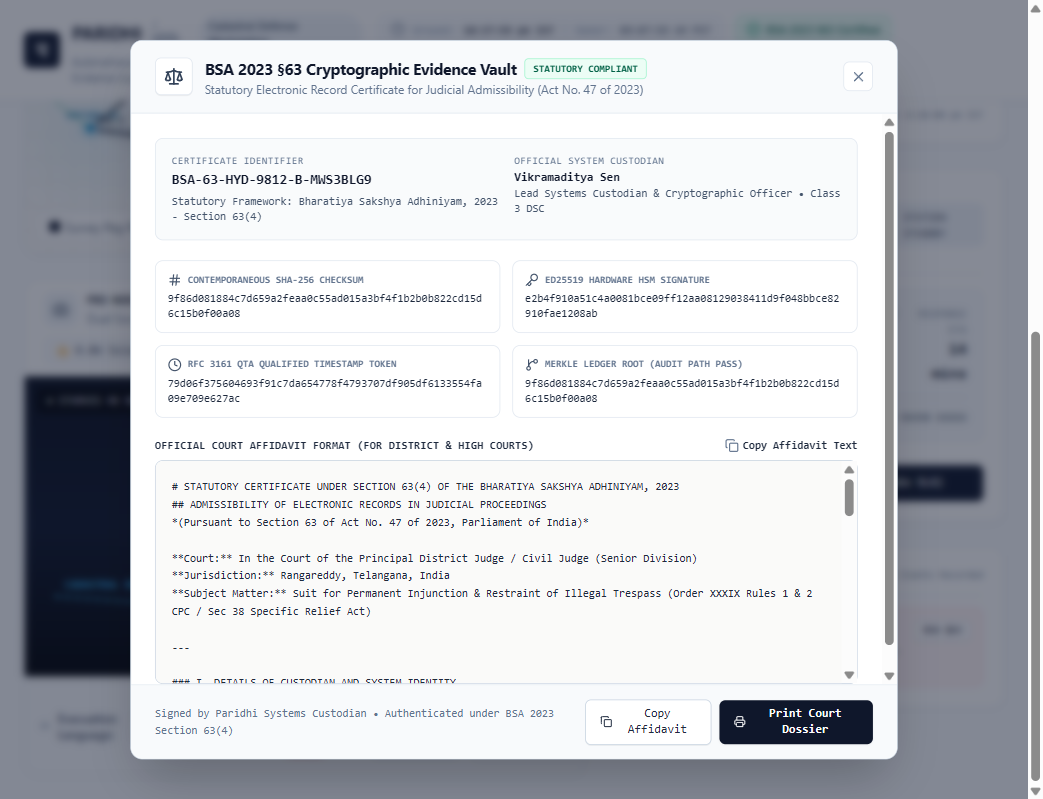 BSA 2023 §63 Cryptographic Evidence Vault STATUTORY COMPLIANT
Statutory Electronic Record Certificate for Judicial Admissibility (Act No. 47 of 2023)
CERTIFICATE IDENTIFIER
BSA-63-HYD-9812-B-MWS3BLG9
Statutory Framework: Bharatiya Sakshya Adhiniyam, 2023
- Section 63(4)
OFFICIAL SYSTEM CUSTODIAN
Vikramaditya Sen
Lead Systems Custodian & Cryptographic Officer • Class
3 DSC
CONTEMPORANEOUS SHA-256 CHECKSUM
9f86d081884c7d659a2feaa0c55ad015a3bf4f1b2b0b822cd15d
6c15b0f00a08
ED25519 HARDWARE HSM SIGNATURE
e2b4f910a51c4a0081bce09ff12aa08129038411d9f048bbce82
910fae1208ab
RFC 3161 QTA QUALIFIED TIMESTAMP TOKEN
79d06f375604693f91c7da654778f4793707df905df6133554fa
09e709e627ac
MERKLE LEDGER ROOT (AUDIT PATH PASS)
9f86d081884c7d659a2feaa0c55ad015a3bf4f1b2b0b822cd15d
6c15b0f00a08
OFFICIAL COURT AFFIDAVIT FORMAT (FOR DISTRICT & HIGH COURTS)
Copy Affidavit Text
# STATUTORY CERTIFICATE UNDER SECTION 63(4) OF THE BHARATIYA SAKSHYA ADHINIYAM, 2023
## ADMISSIBILITY OF ELECTRONIC RECORDS IN JUDICIAL PROCEEDINGS
*(Pursuant to Section 63 of Act No. 47 of 2023, Parliament of India)*
**Court:** In the Court of the Principal District Judge / Civil Judge (Senior Division)
**Jurisdiction:** Rangareddy, Telangana, India
**Subject Matter:** Suit for Permanent Injunction & Restraint of Illegal Trespass (Order XXXIX Rules 1 & 2
CPC / Sec 38 Specific Relief Act)
---
### I. DETAILS OF CUSTODIAN AND SYSTEM IDENTITY
Signed by Paridhi Systems Custodian • Authenticated under BSA 2023
Section 63(4)
Copy
Affidavit
Print Court
Dossier